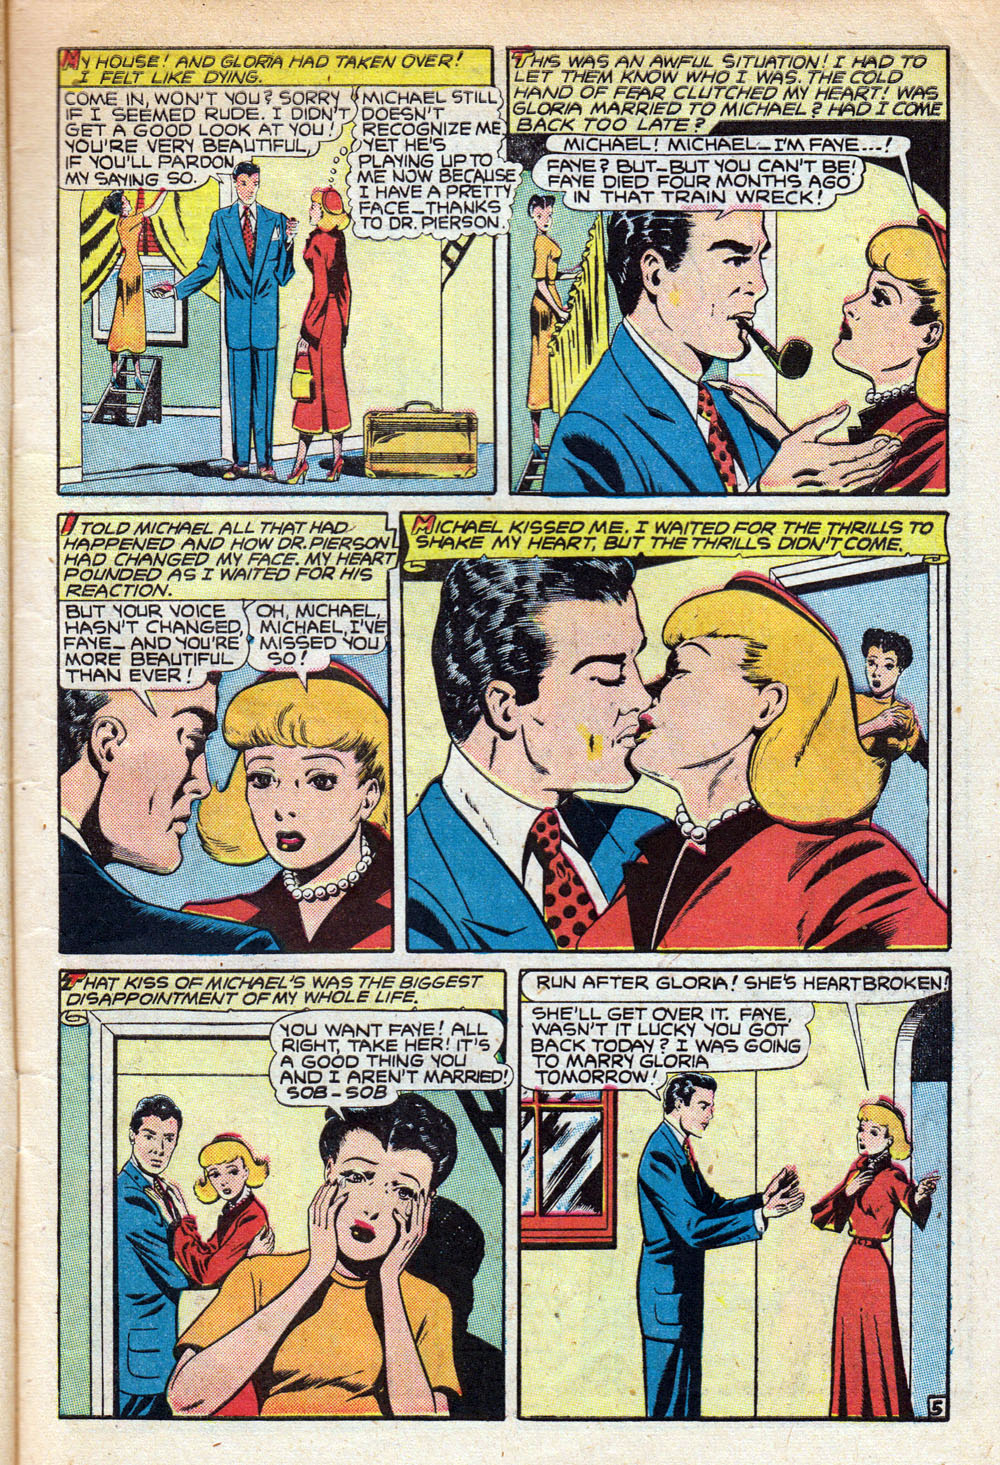 MY HOUSE! AND GLORIA HAD TAKEN OVER!
I FELT LIKE DYING.
COME IN, WON'T YOU? SORRY
IF I SEEMED RUDE. I DIDN'T
GET A GOOD LOOK AT YOU!
YOU'RE VERY BEAUTIFUL,
IF YOU'LL PARDON
MY SAYING SO.
MICHAEL STILL
DOESN'T
RECOGNIZE ME,
YET HE'S
PLAYING UP TO
ME NOW BECAUSE
I HAVE A PRETTY
FACE—THANKS
TO DR. PIERSON.
THIS WAS AN AWFUL SITUATION! I HAD TO
LET THEM KNOW WHO I WAS. THE COLD
HAND OF FEAR CLUTCHED MY HEART! WAS
GLORIA MARRIED TO MICHAEL? HAD I COME
BACK TOO LATE?
MICHAEL! MICHAEL—I'M FAYE...!
FAYE? BUT—BUT YOU CAN'T BE!
FAYE DIED FOUR MONTHS AGO
IN THAT TRAIN WRECK!
I TOLD MICHAEL ALL THAT HAD
HAPPENED AND HOW DR. PIERSON
HAD CHANGED MY FACE. MY HEART
POUNDED AS I WAITED FOR HIS
REACTION.
BUT YOUR VOICE
HASN'T CHANGED,
FAYE—AND YOU'RE
MORE BEAUTIFUL
THAN EVER!
OH, MICHAEL,
MICHAEL, I'VE
MISSED YOU
SO!
MICHAEL KISSED ME. I WAITED FOR THE THRILLS TO
SHAKE MY HEART, BUT THE THRILLS DIDN'T COME.
THAT KISS OF MICHAEL'S WAS THE BIGGEST
DISAPPOINTMENT OF MY WHOLE LIFE.
YOU WANT FAYE! ALL
RIGHT, TAKE HER! IT'S
A GOOD THING YOU
AND I AREN'T MARRIED!
SOB—SOB
RUN AFTER GLORIA! SHE'S HEARTBROKEN!
SHE'LL GET OVER IT. FAYE,
WASN'T IT LUCKY YOU GOT
BACK TODAY? I WAS GOING
TO MARRY GLORIA
TOMORROW!
5